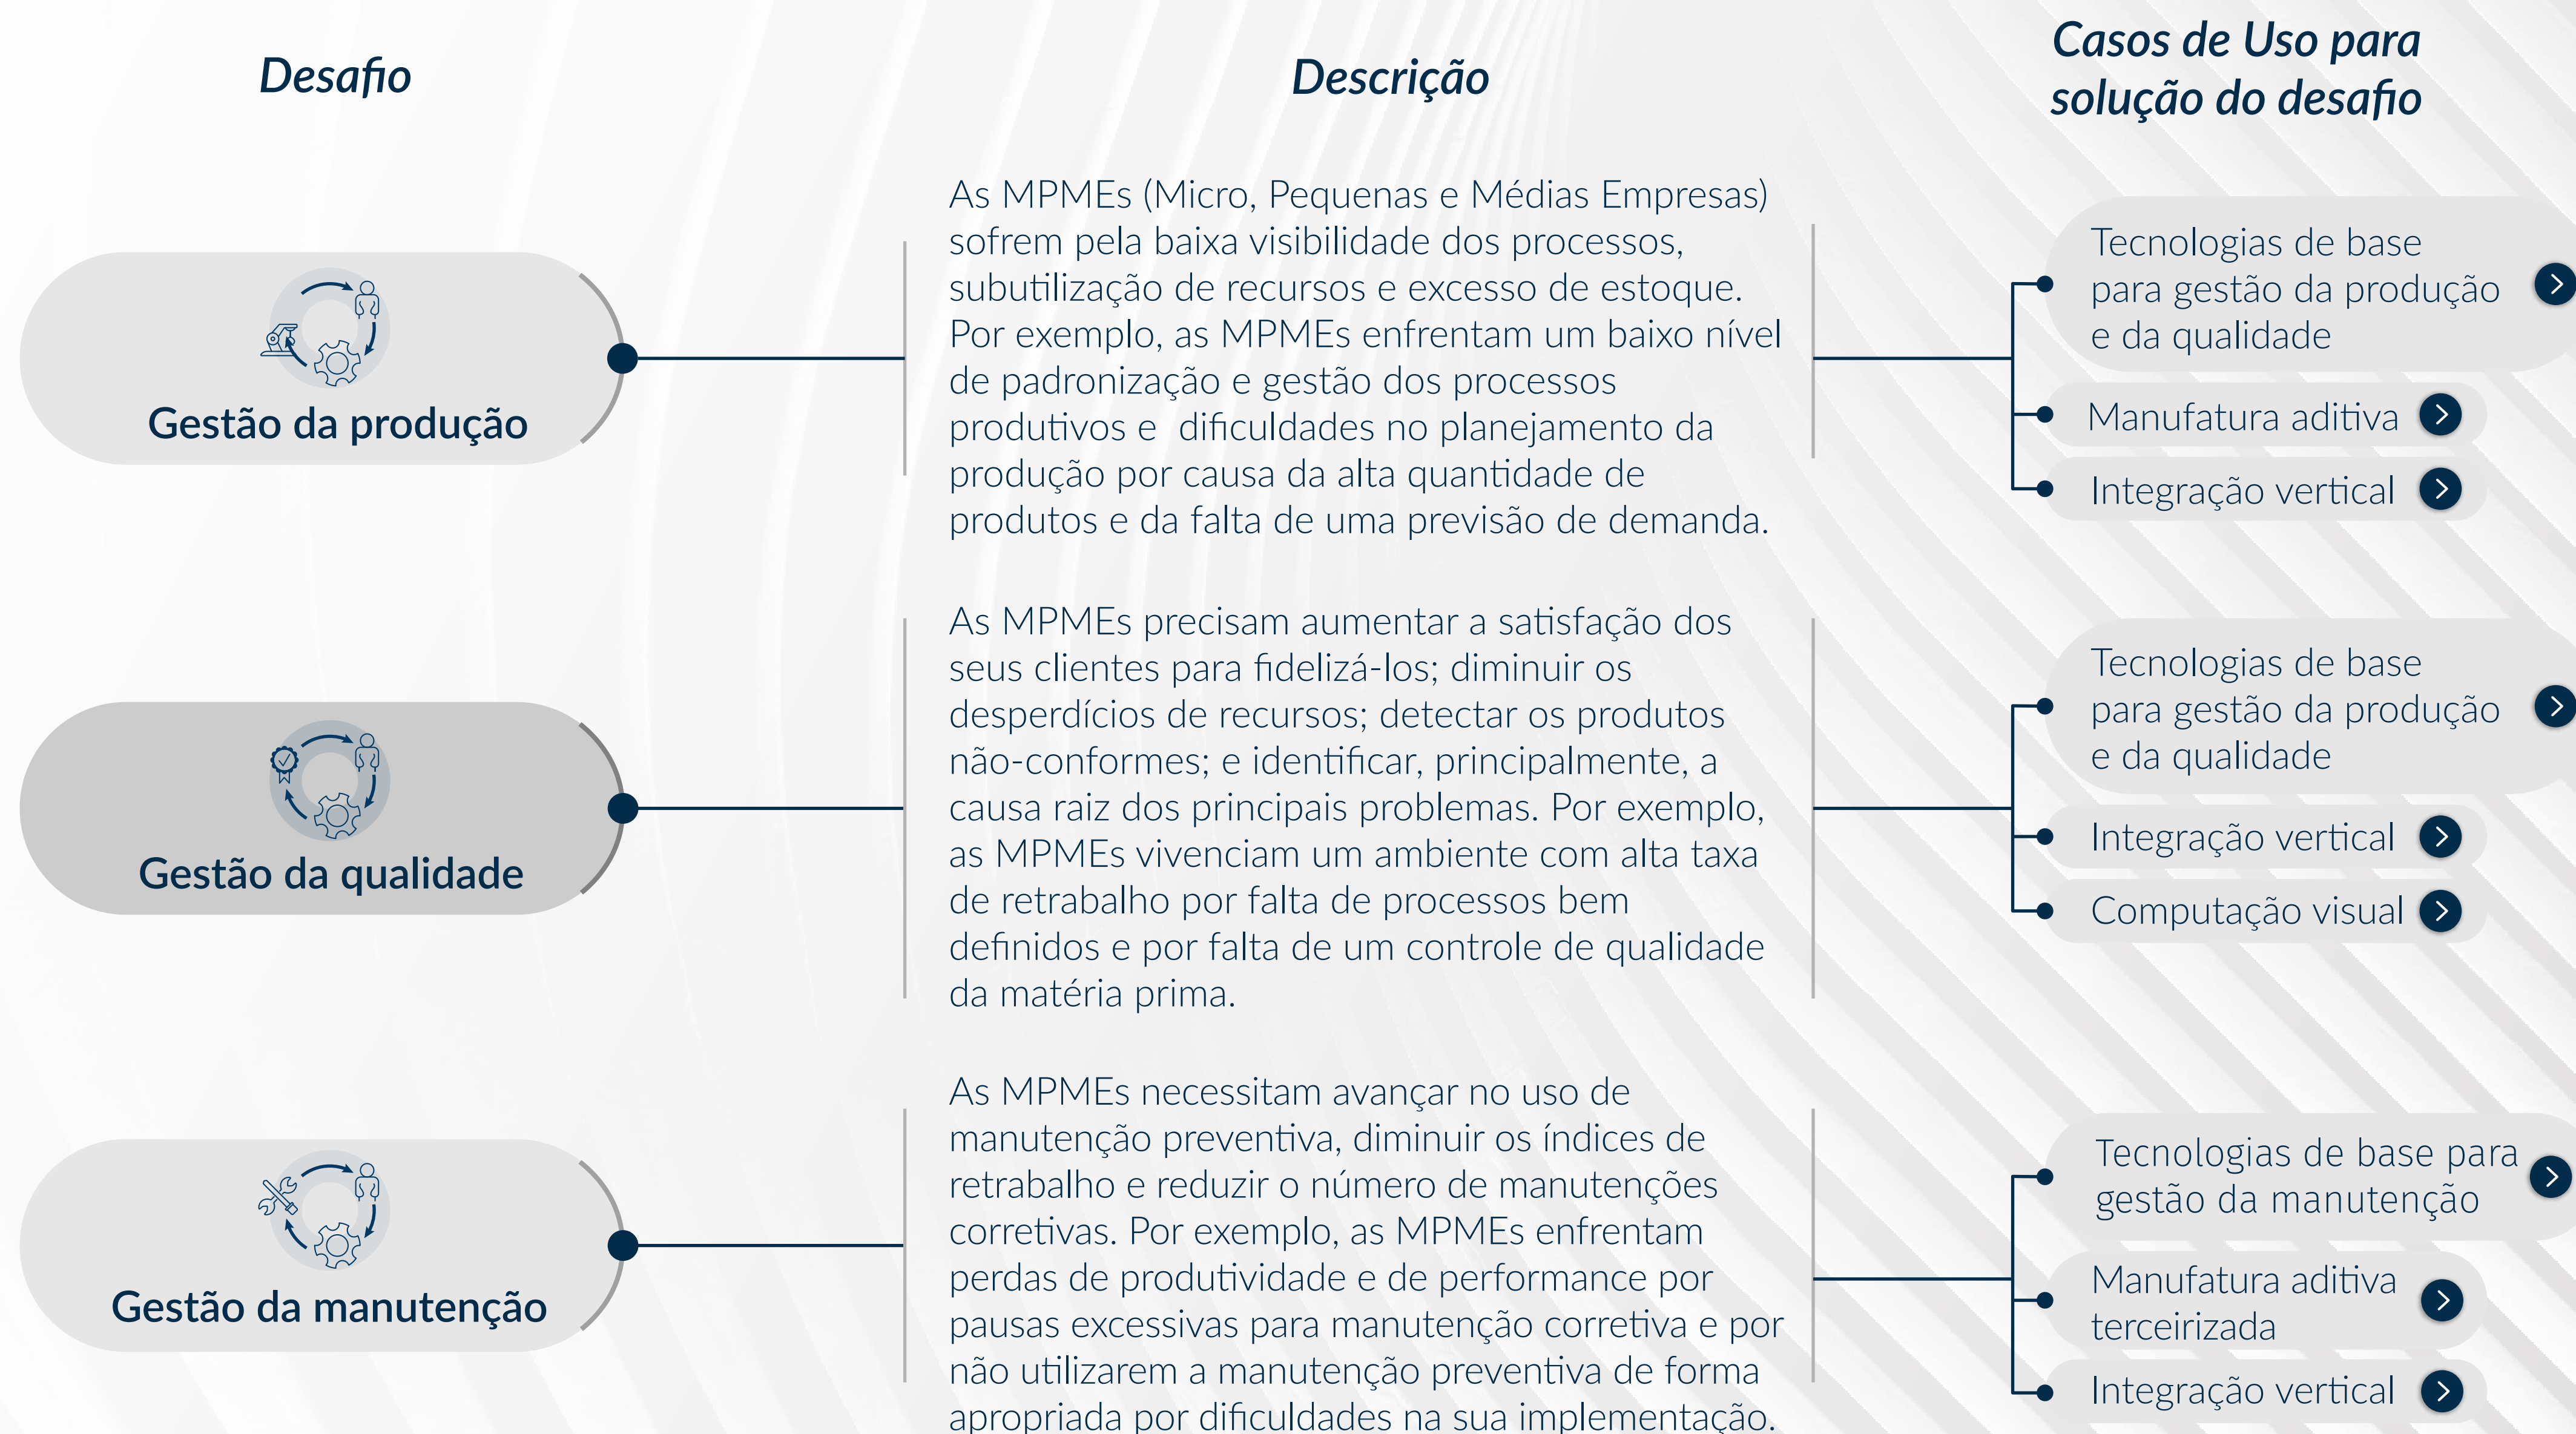 Desafio
Descrição
Casos de Uso para
solução do desafio
Gestão da produção
As MPMEs (Micro, Pequenas e Médias Empresas)
sofrem pela baixa visibilidade dos processos,
subutilização de recursos e excesso de estoque.
Por exemplo, as MPMEs enfrentam um baixo nível
de padronização e gestão dos processos
produtivos e  dificuldades no planejamento da
produção por causa da alta quantidade de
produtos e da falta de uma previsão de demanda.
Tecnologias de base
para gestão da produção
e da qualidade
Manufatura aditiva
Integração vertical
Gestão da qualidade
As MPMEs precisam aumentar a satisfação dos
seus clientes para fidelizá-los; diminuir os
desperdícios de recursos; detectar os produtos
não-conformes; e identificar, principalmente, a
causa raiz dos principais problemas. Por exemplo,
as MPMEs vivenciam um ambiente com alta taxa
de retrabalho por falta de processos bem
definidos e por falta de um controle de qualidade
da matéria prima.
Tecnologias de base
para gestão da produção
e da qualidade
Integração vertical
Computação visual
Gestão da manutenção
As MPMEs necessitam avançar no uso de
manutenção preventiva, diminuir os índices de
retrabalho e reduzir o número de manutenções
corretivas. Por exemplo, as MPMEs enfrentam
perdas de produtividade e de performance por
pausas excessivas para manutenção corretiva e por
não utilizarem a manutenção preventiva de forma
apropriada por dificuldades na sua implementação.
Tecnologias de base para
gestão da manutenção
Manufatura aditiva
terceirizada
Integração vertical